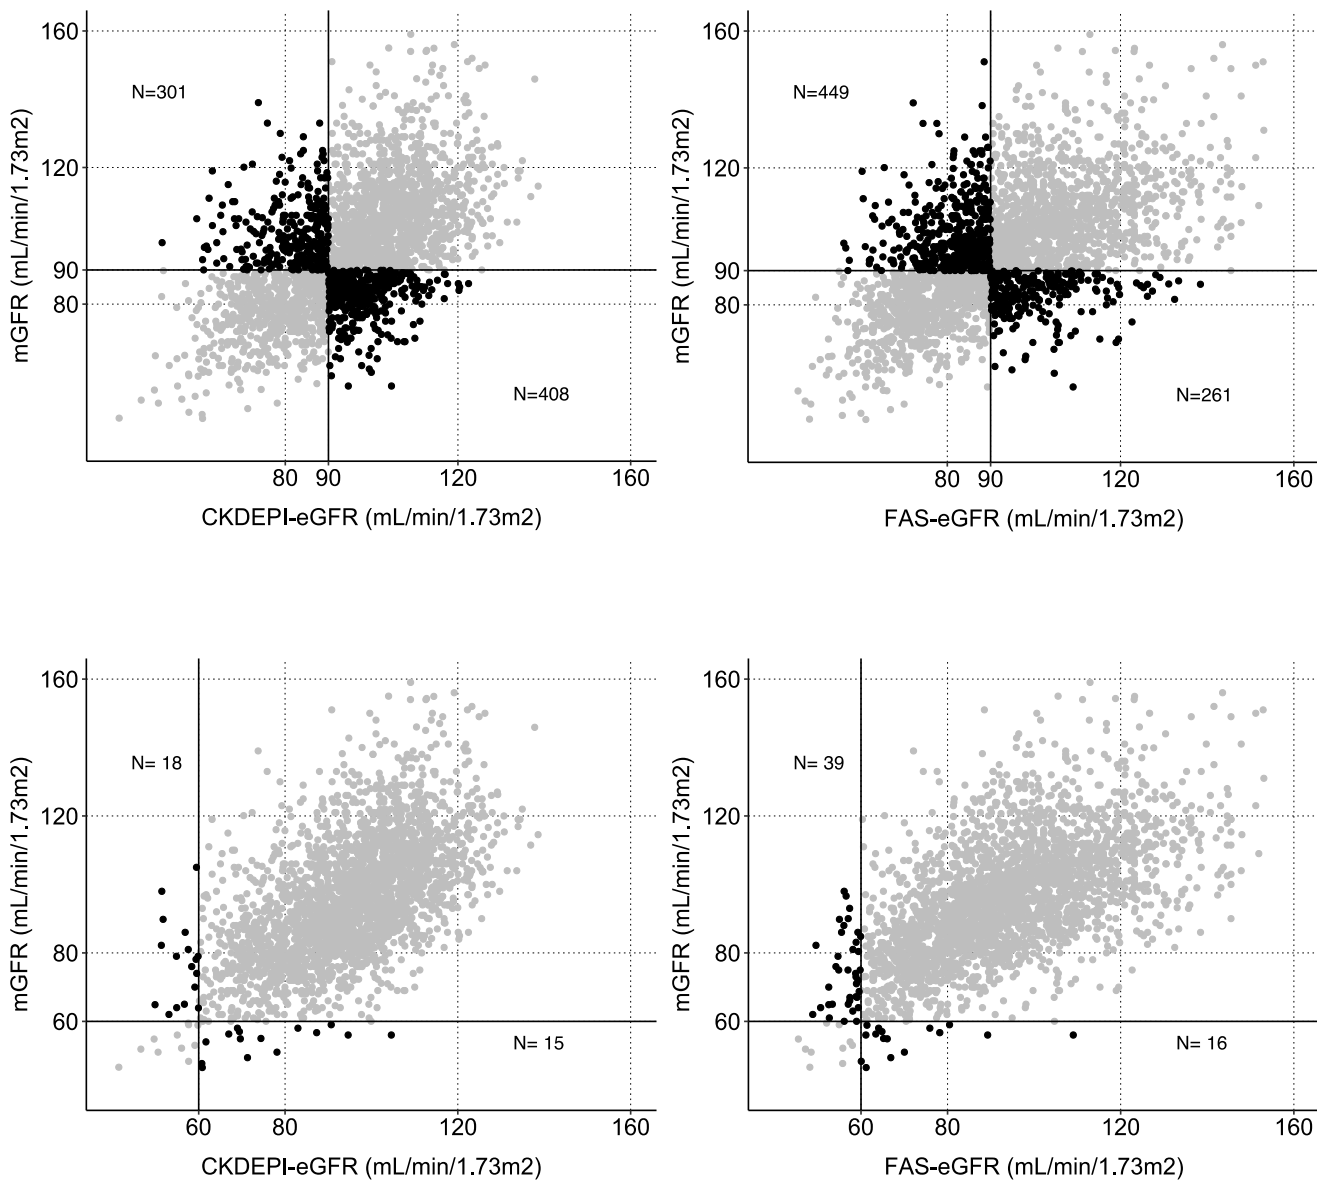 160
120
90
80
mGFR (mL/min/1.73m2)
N=301
N=408
80 90 120 160
CKDEPI-eGFR (mL/min/1.73m2)
160
120
90
80
mGFR (mL/min/1.73m2)
N=449
N=261
80 90 120 160
FAS-eGFR (mL/min/1.73m2)
160
120
80
60
mGFR (mL/min/1.73m2)
N= 18
N= 15
60 80 120 160
CKDEPI-eGFR (mL/min/1.73m2)
160
120
80
60
mGFR (mL/min/1.73m2)
N= 39
N= 16
60 80 120 160
FAS-eGFR (mL/min/1.73m2)